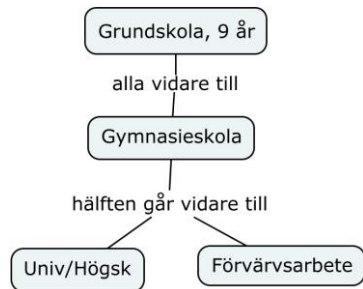 Grundskola, 9 år
alla vidare till
Gymnasieskola
hälften går vidare till
Univ/Högsk
Förvärvsarbete